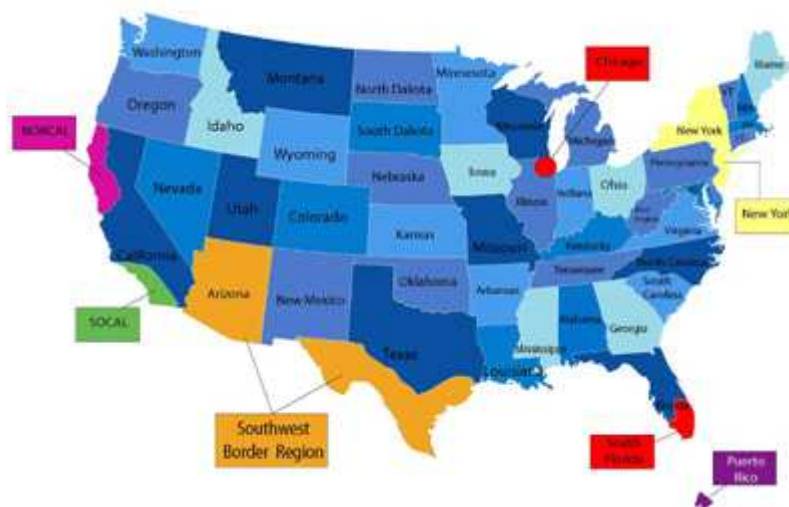 Washington
Montana
North Dakota
Minnesota
Chicago
Maine
Oregon
Idaho
South Dakota
Wisconsin
Michigan
New York
VT
NORCAL
Wyoming
Iowa
Pennsylvania
Nevada
Nebraska
Illinois
Indiana
Ohio
New York
Utah
Colorado
Kansas
Missouri
Kentucky
Virginia
California
North Carolina
Tennessee
SOCAL
Arizona
New Mexico
Oklahoma
Arkansas
South
Carolina
Mississippi
Alabama
Georgia
Texas
Louisiana
Florida
Southwest
Border Region
South
Florida
Puerto
Rico